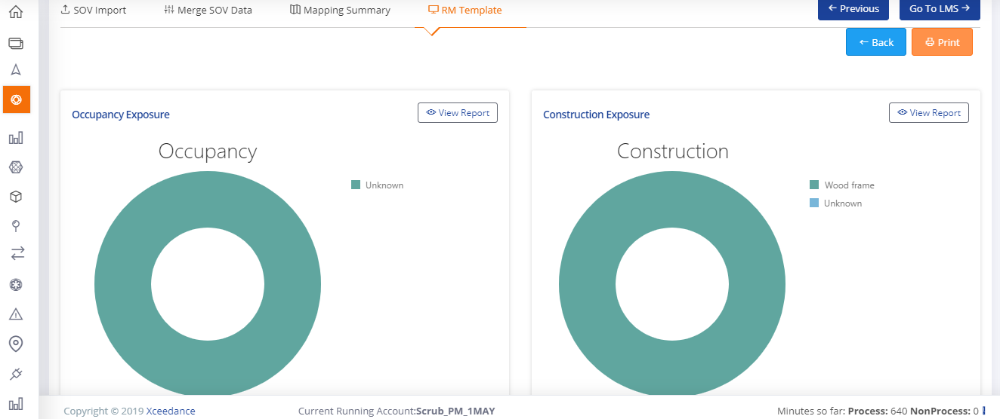 SOV Import Merge SOV Data Mapping Summary RM Template Previous Go To LMS
Back Print
Occupancy Exposure View Report
Occupancy
Unknown
Construction Exposure View Report
Construction
Wood frame
Unknown
Copyright © 2019 Xceedance Current Running Account:Scrub_PM_1MAY Minutes so far: Process: 640 NonProcess: 0